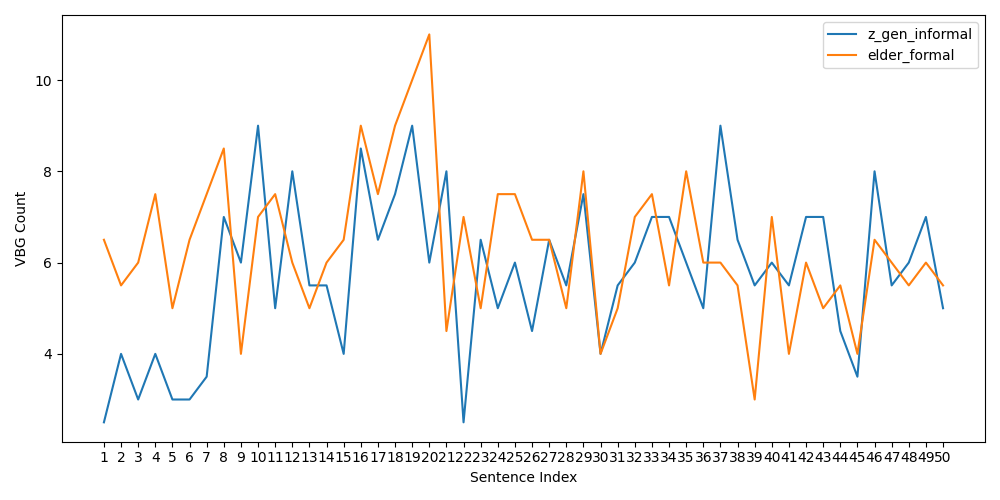 z_gen_informal
elder_formal
10
8
6
4
VBG Count
1 2 3 4 5 6 7 8 9 10 11 12 13 14 15 16 17 18 19 20 21 22 23 24 25 26 27 28 29 30 31 32 33 34 35 36 37 38 39 40 41 42 43 44 45 46 47 48 49 50
Sentence Index